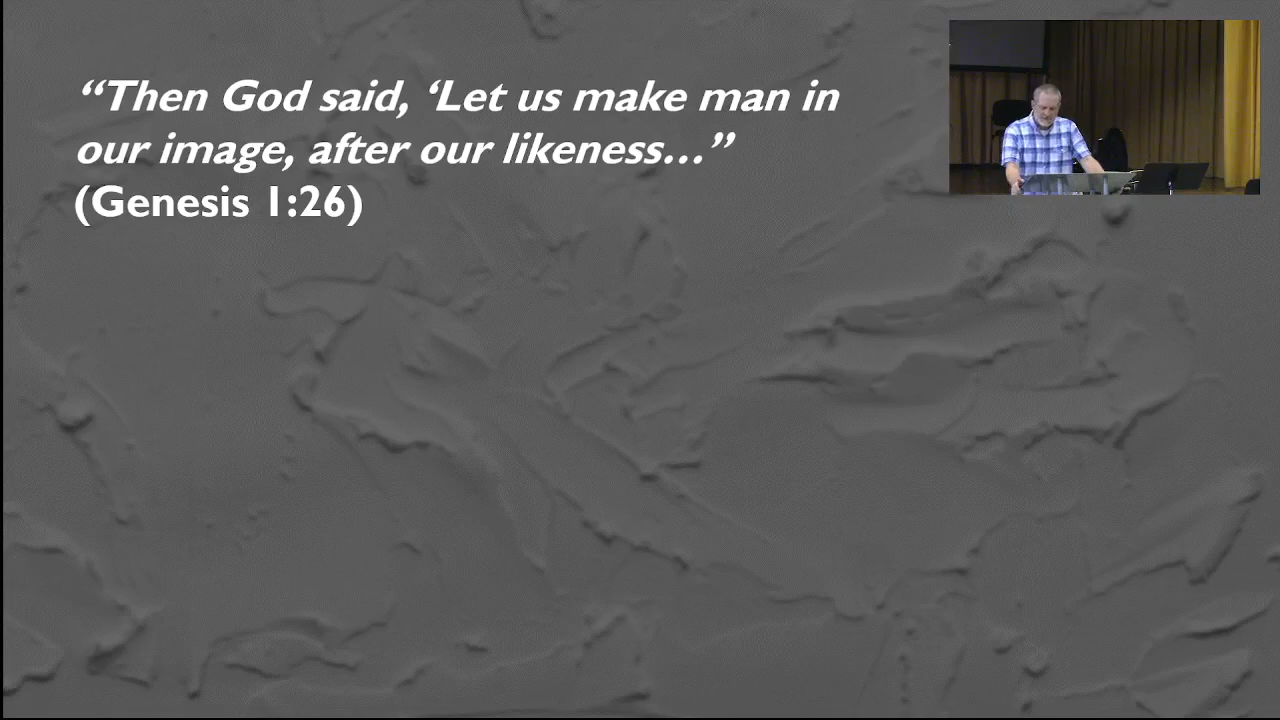 “Then God said, ‘Let us make man in
our image, after our likeness…”
(Genesis 1:26)